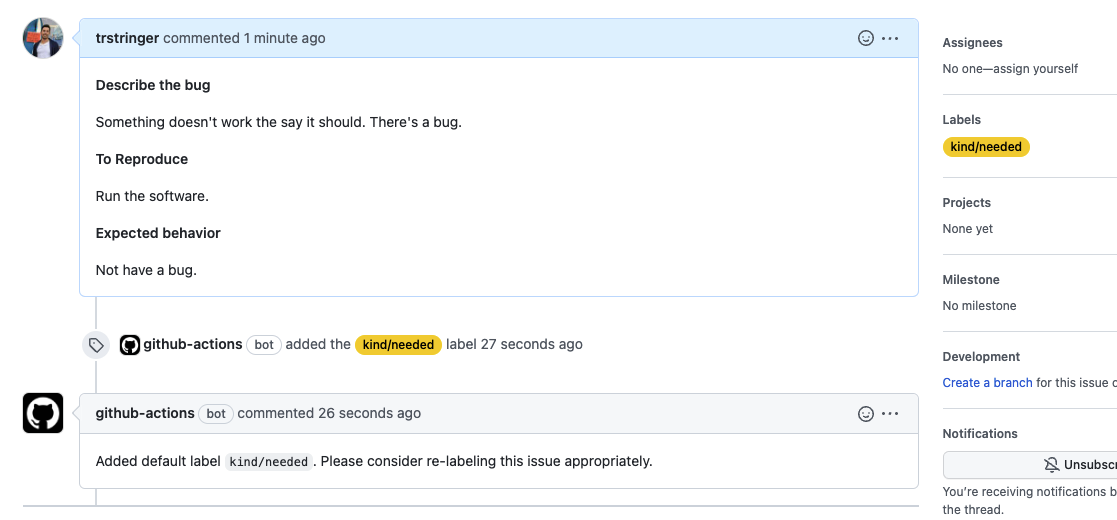 trstringer commented 1 minute ago
Describe the bug
Something doesn't work the say it should. There's a bug.
To Reproduce
Run the software.
Expected behavior
Not have a bug.
github-actions bot added the kind/needed label 27 seconds ago
github-actions bot commented 26 seconds ago
Added default label kind/needed. Please consider re-labeling this issue appropriately.
Assignees
No one—assign yourself
Labels
kind/needed
Projects
None yet
Milestone
No milestone
Development
Create a branch for this issue
Notifications
You're receiving notifications
the thread.